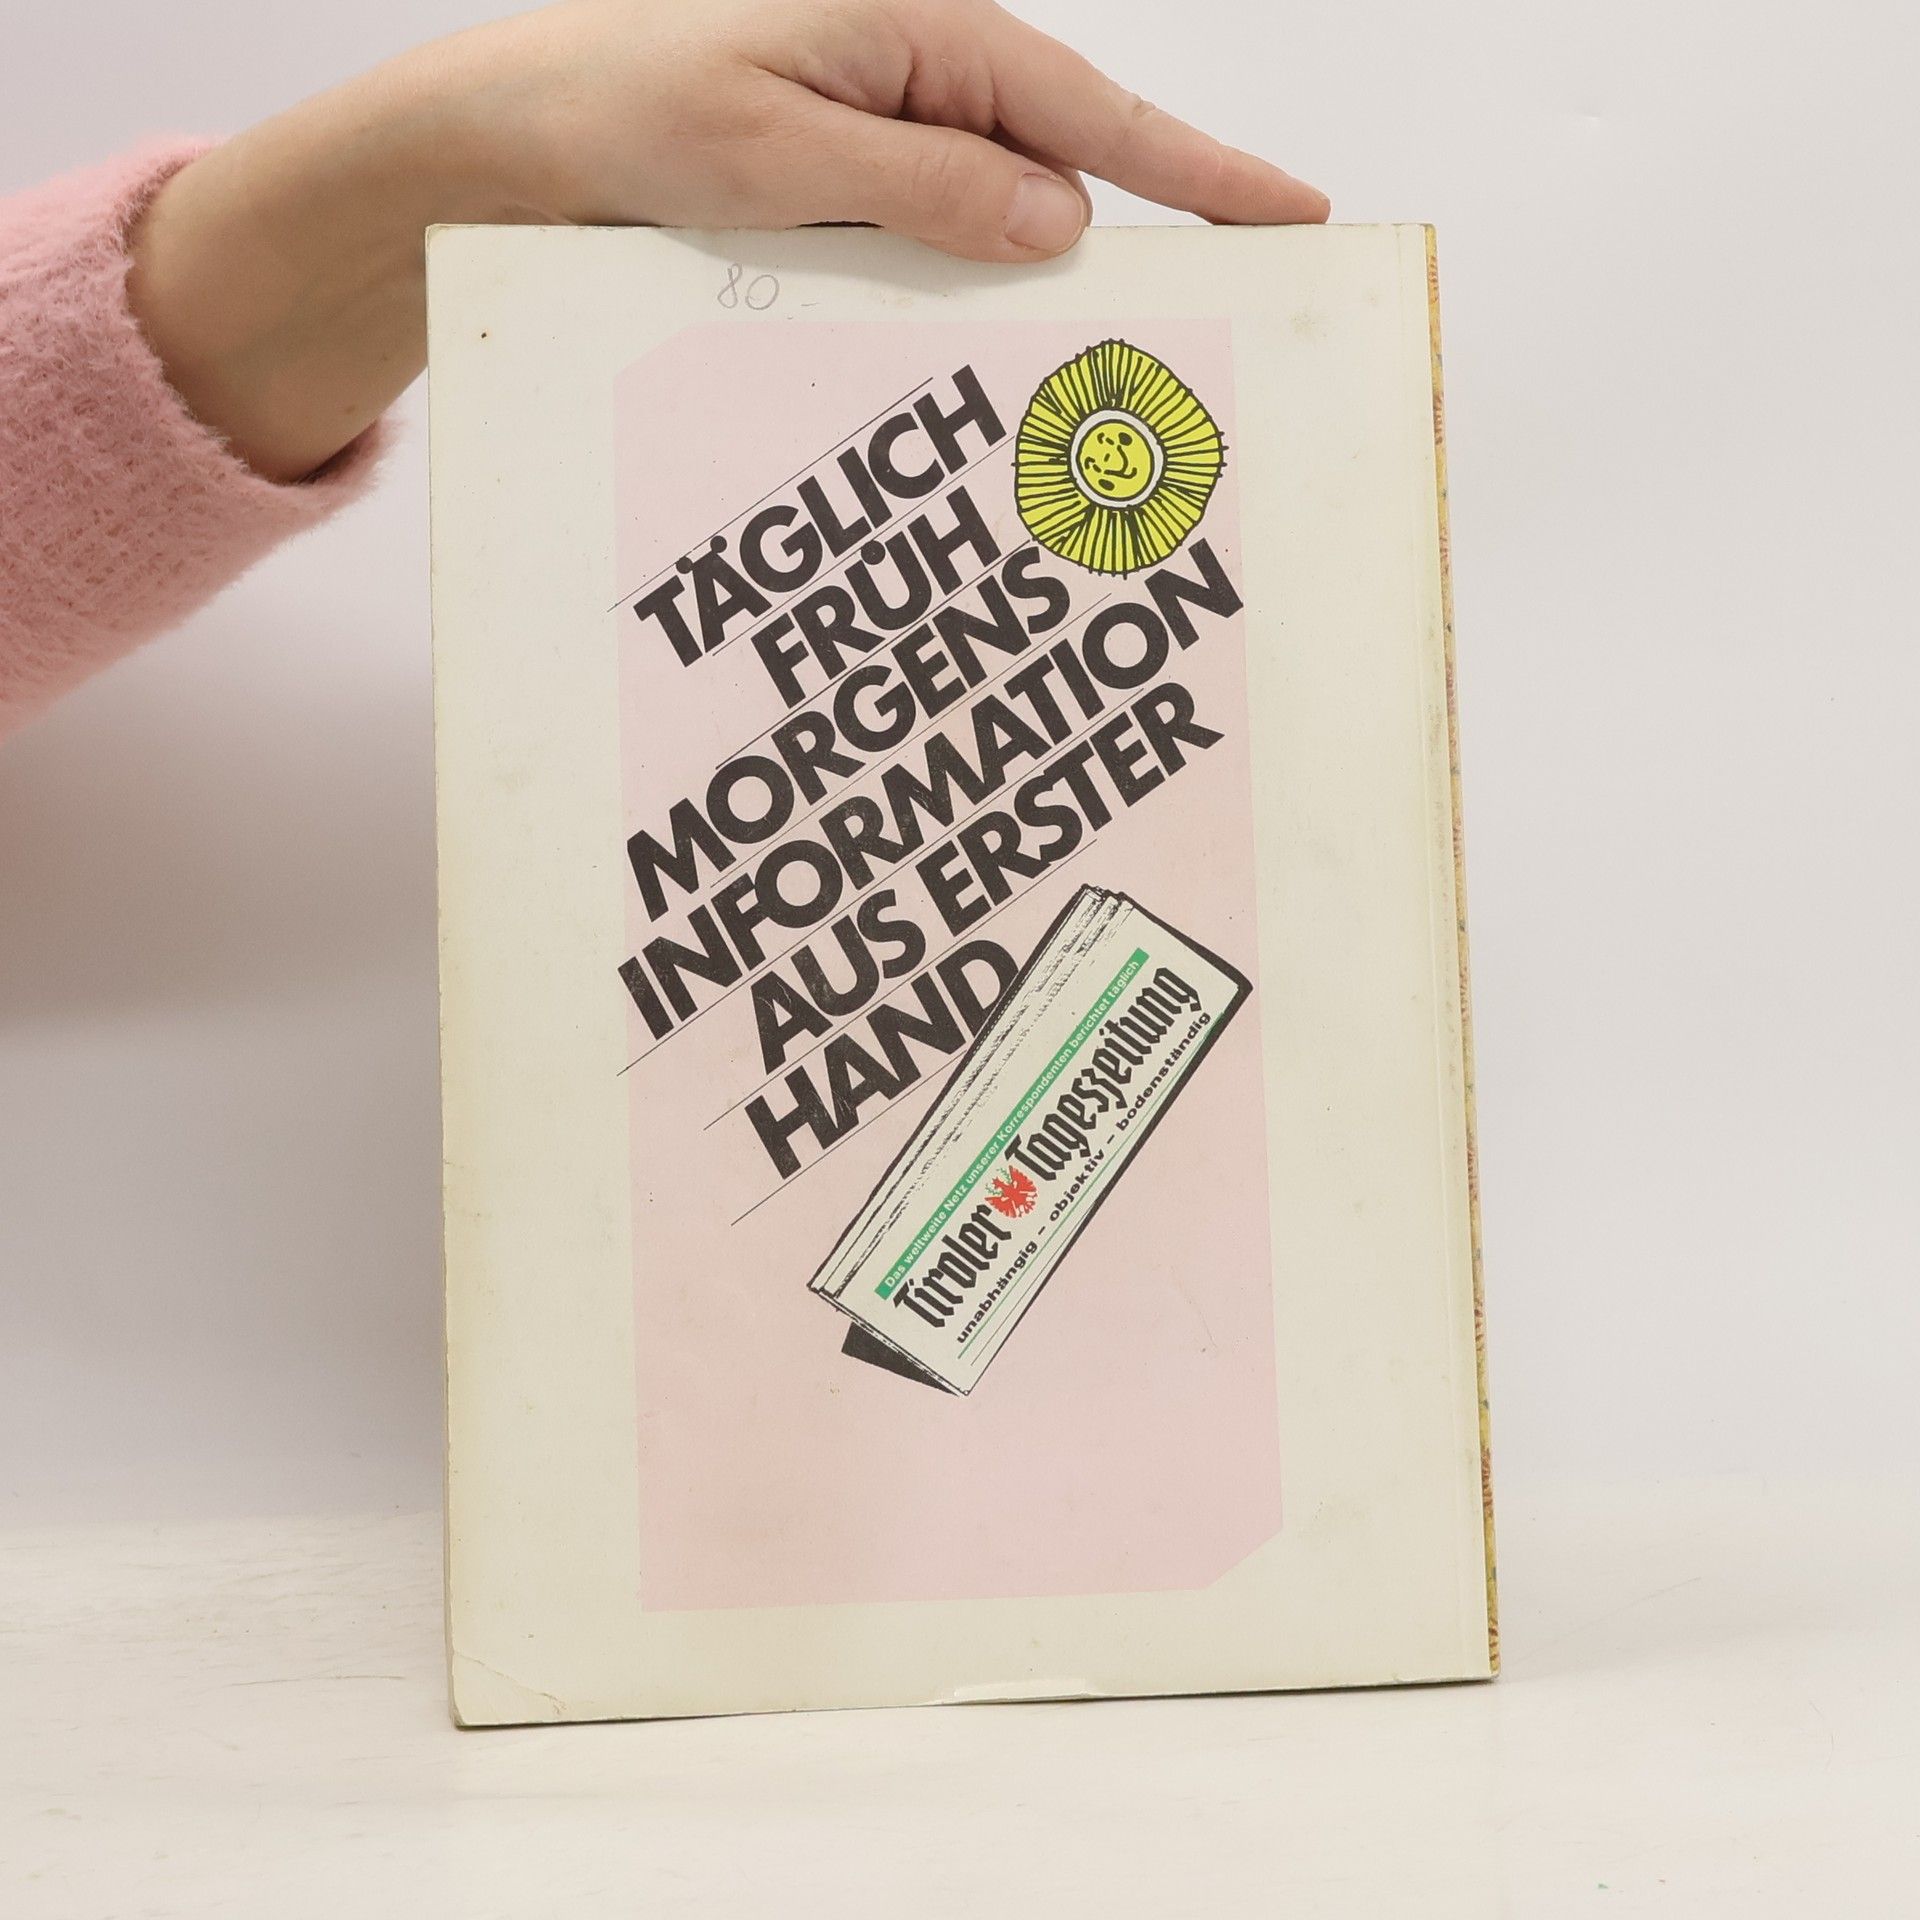 80 -
TÄGLICH
FRÜH
MORGENS
INFORMATION
AUS ERSTER
HAND
Das weltweite Netz unserer Korrespondenten berichtet täglich
Tiroler Tageszeitung
unabhängig – objektiv – bodenständig